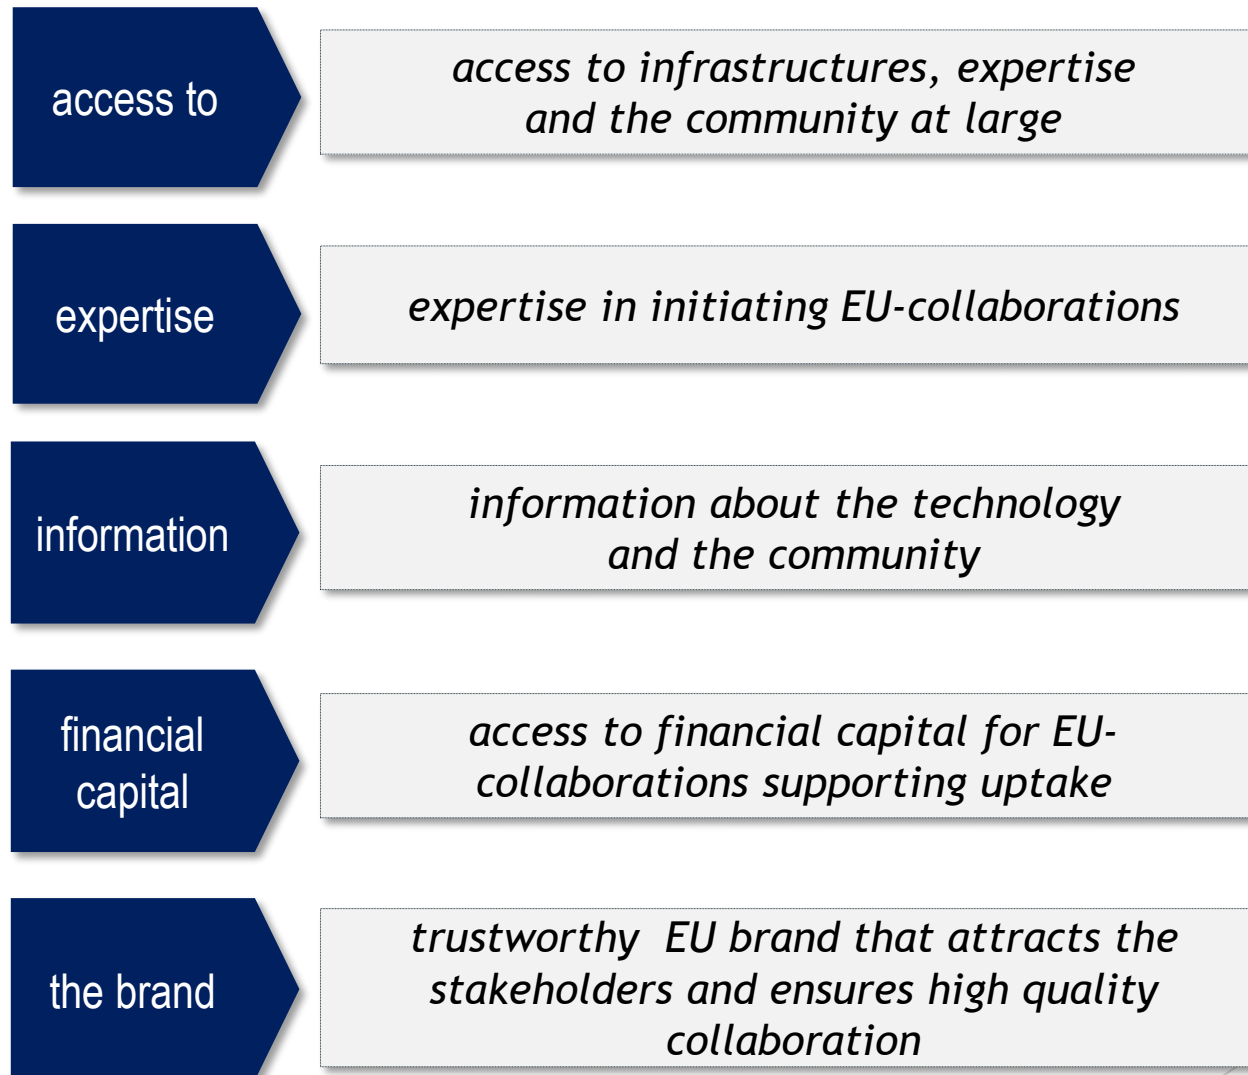 access to
access to infrastructures, expertise
and the community at large
expertise
expertise in initiating EU-collaborations
information
information about the technology
and the community
financial
capital
access to financial capital for EU-
collaborations supporting uptake
the brand
trustworthy  EU brand that attracts the
stakeholders and ensures high quality
collaboration